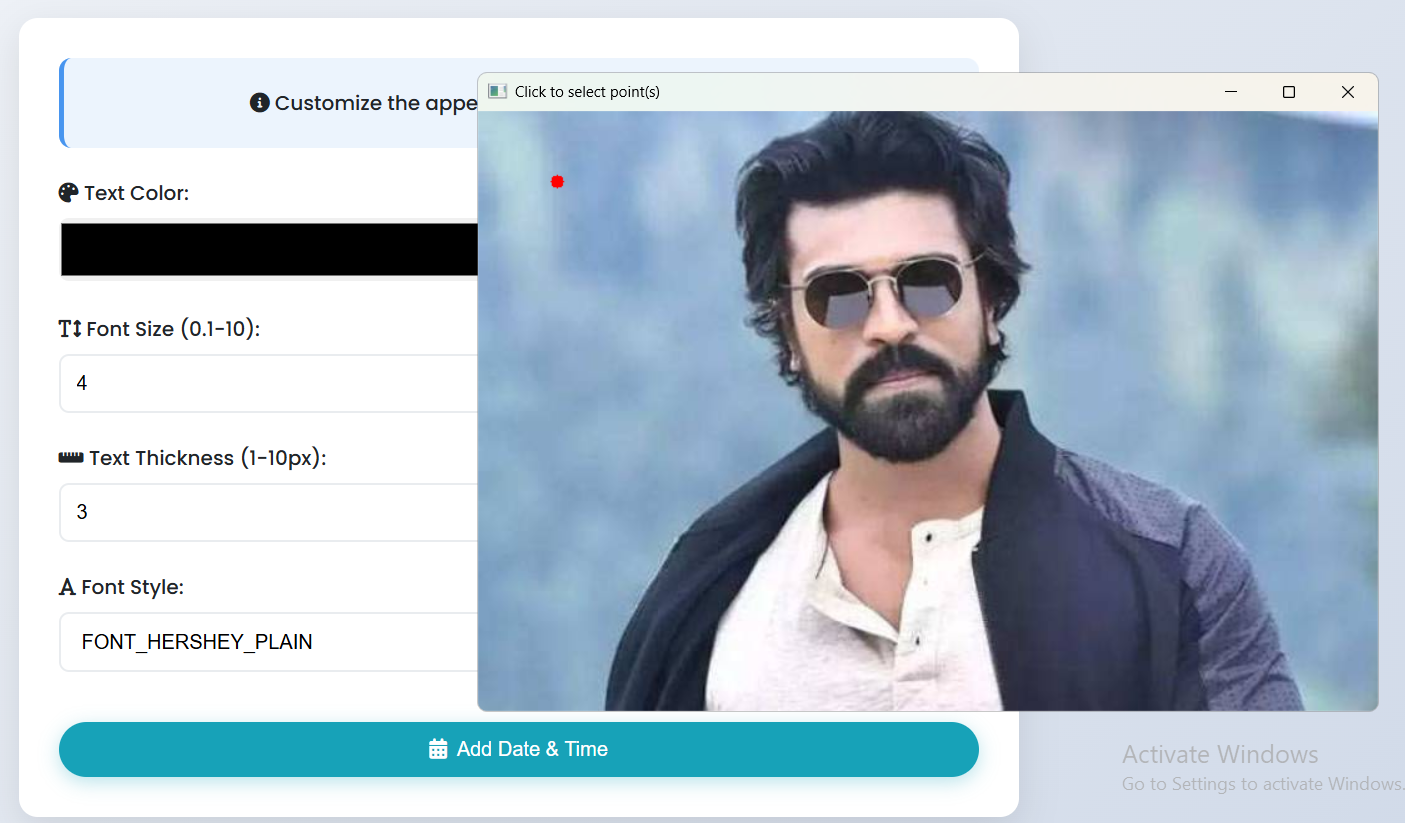 Customize the appe
Click to select point(s)
Text Color:
Font Size (0.1-10):
4
Text Thickness (1-10px):
3
Font Style:
FONT_HERSHEY_PLAIN
Add Date & Time
Activate Windows
Go to Settings to activate Windows.